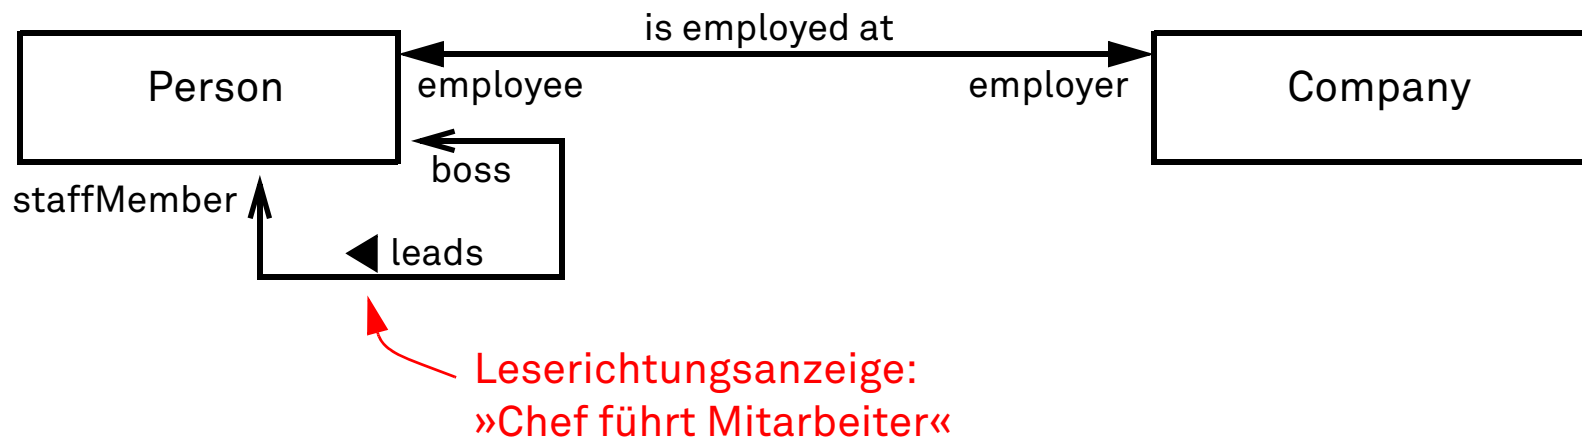 is employed at
Person
employee
employer
Company
boss
staffMember
leads
Leserichtungsanzeige:
»Chef führt Mitarbeiter«